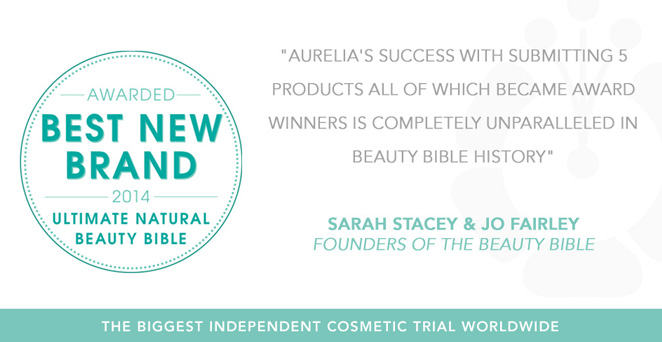 AWARDED
BEST NEW
BRAND
2014
ULTIMATE NATURAL
BEAUTY BIBLE
"AURELIA'S SUCCESS WITH SUBMITTING 5
PRODUCTS ALL OF WHICH BECAME AWARD
WINNERS IS COMPLETELY UNPARALLELED IN
BEAUTY BIBLE HISTORY"
SARAH STACEY & JO FAIRLEY
FOUNDERS OF THE BEAUTY BIBLE
THE BIGGEST INDEPENDENT COSMETIC TRIAL WORLDWIDE